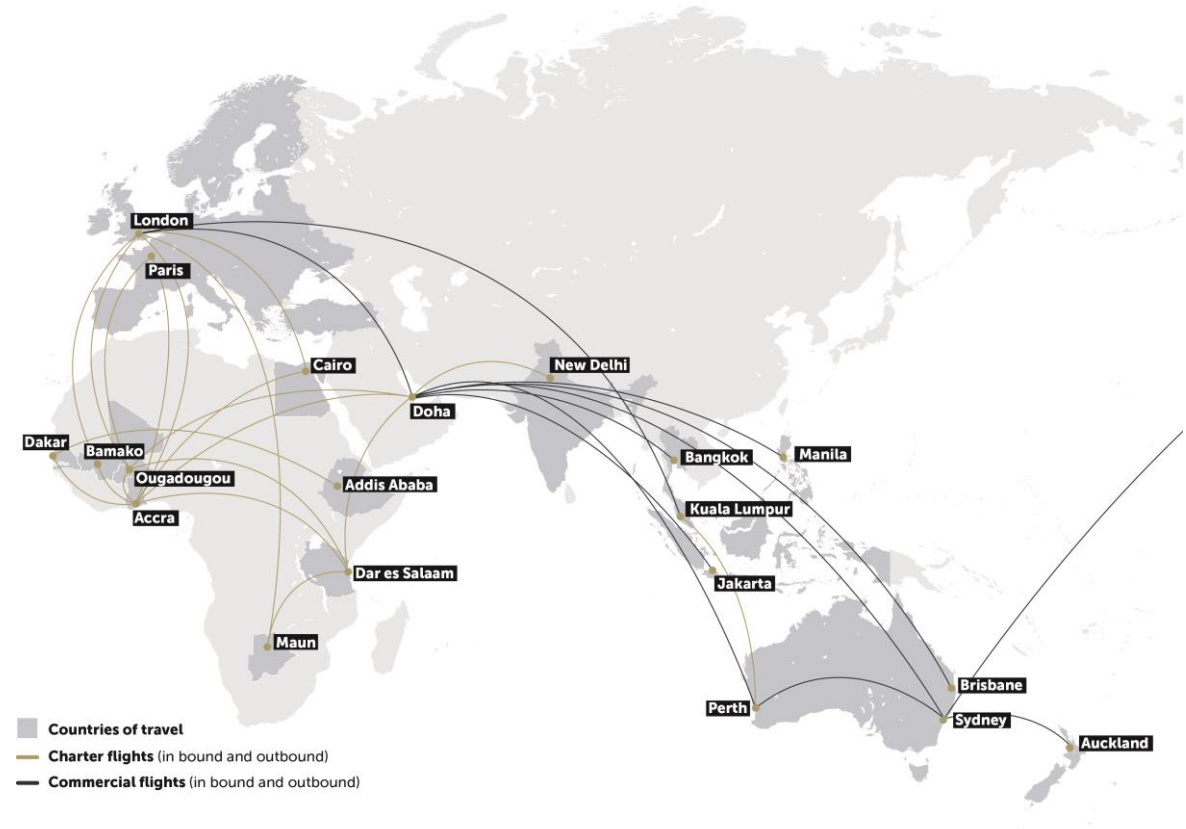 London
Paris
Cairo
New Delhi
Doha
Dakar
Bamako
Manila
Bangkok
Ougadougou
Addis Ababa
Kuala Lumpur
Accra
Dar es Salaam
Jakarta
Maun
Brisbane
Perth
Sydney
Auckland
Countries of travel
Charter flights (in bound and outbound)
Commercial flights (in bound and outbound)